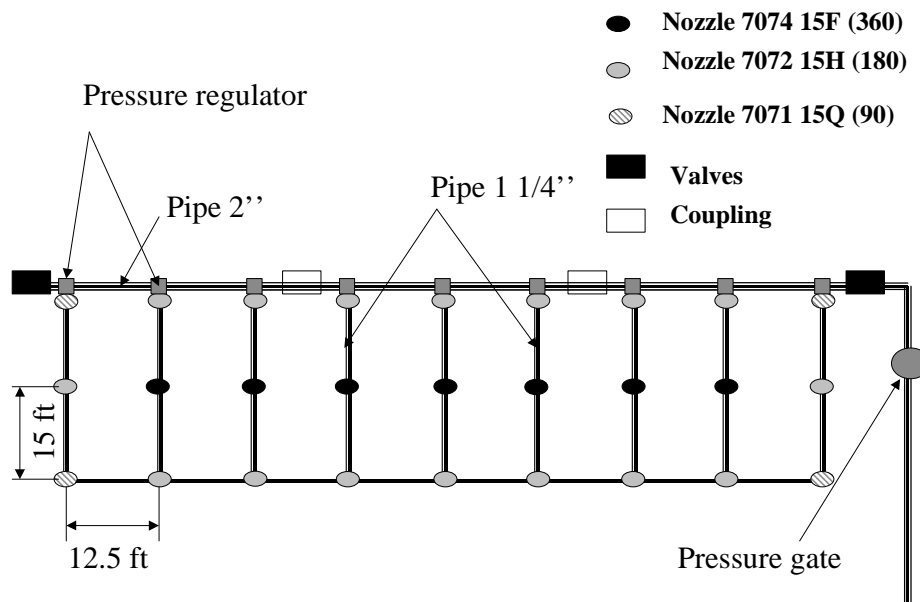 Nozzle 7074 15F (360)
Nozzle 7072 15H (180)
Pressure regulator
Nozzle 7071 15Q (90)
Valves
Pipe 2’’
Pipe 1 1/4’’
Coupling
15 ft
12.5 ft
Pressure gate